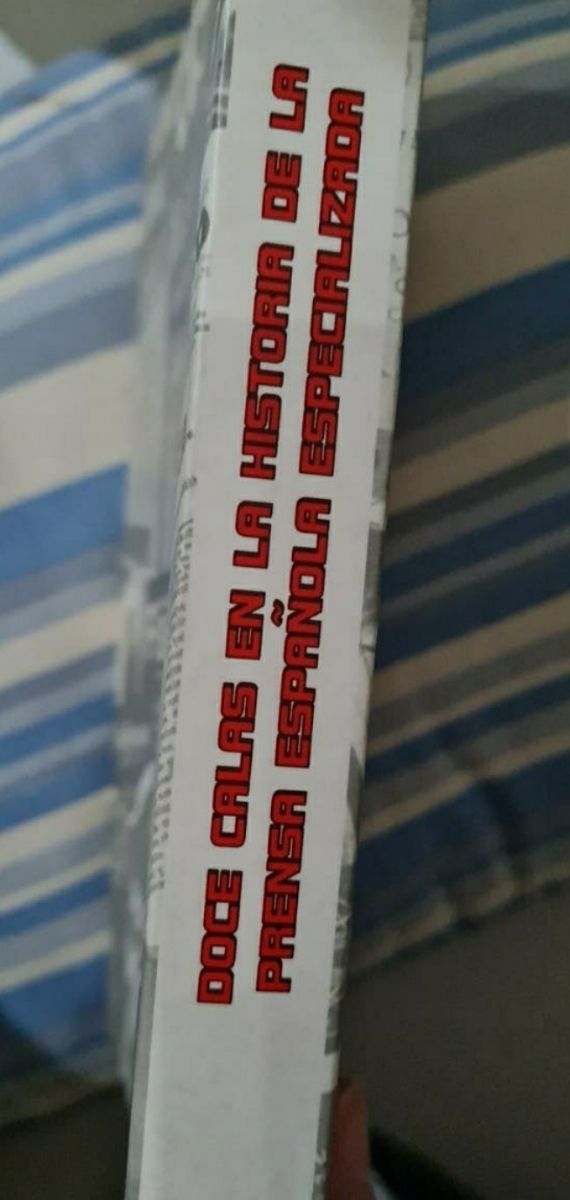 DOCE CALAS EN LA HISTORIA DE LA
PRENSA ESPAÑOLA ESPECIALIZADA